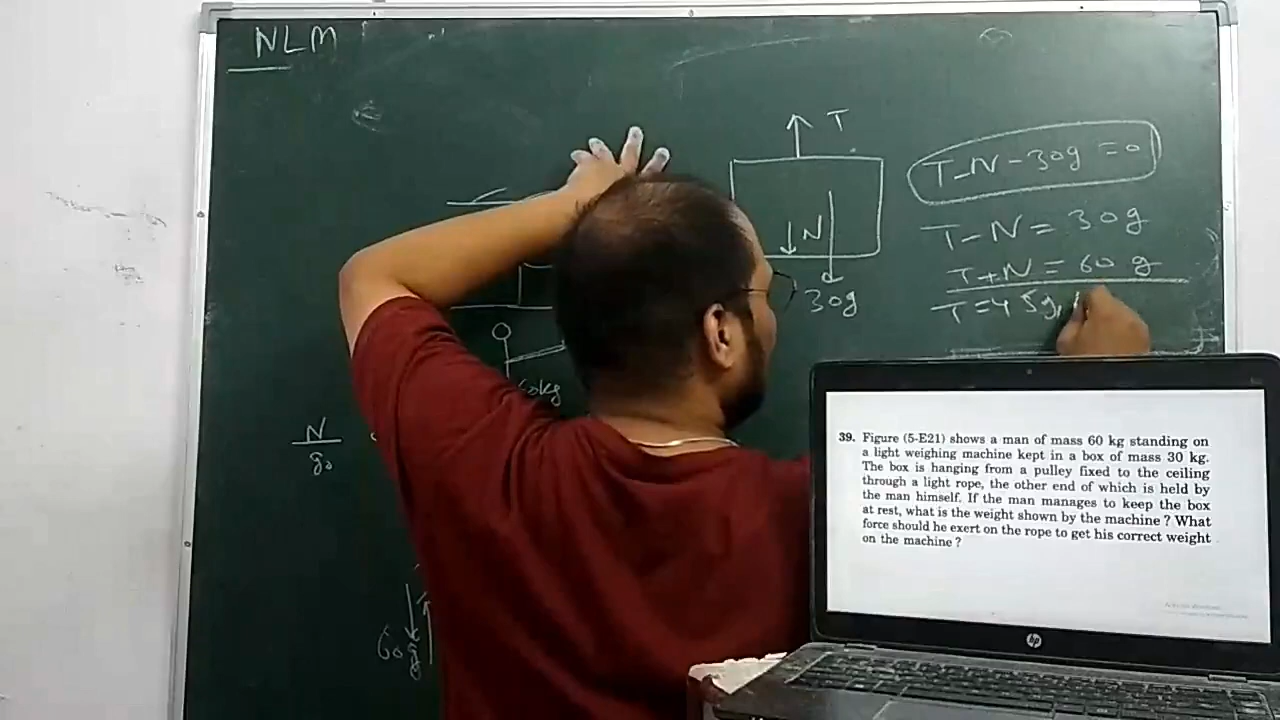 NLM
T
N
30g
T-N-30g=0
T-N=30g
T+N=60 g
T=45g,
60kg
N
60g
39. Figure (5-E21) shows a man of mass 60 kg standing on
a light weighing machine kept in a box of mass 30 kg.
The box is hanging from a pulley fixed to the ceiling
through a light rope, the other end of which is held by
the man himself. If the man manages to keep the box
at rest, what is the weight shown by the machine ? What
force should he exert on the rope to get his correct weight
on the machine ?
hp